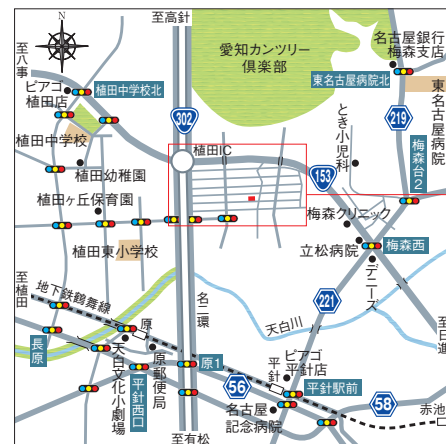 至高針
至八事
愛知カンツリー
倶楽部
名古屋銀行
梅森支店
ピアゴ
植田店
植田中学校北
東名古屋病院北
東名古屋病院
302
219
植田中学校
植田IC
とき小児科
梅森台2
植田幼稚園
153
植田ヶ丘保育園
梅森クリニック
立松病院
梅森西
植田東小学校
デニーズ
至植田
地下鉄鶴舞線
名二環
天白川
221
至日進
原
長原
天白文化小劇場
平針西口
原郵便局
原1
56
平針
ピアゴ
平針店
平針駅前
58
赤池口
名古屋
記念病院
至有松